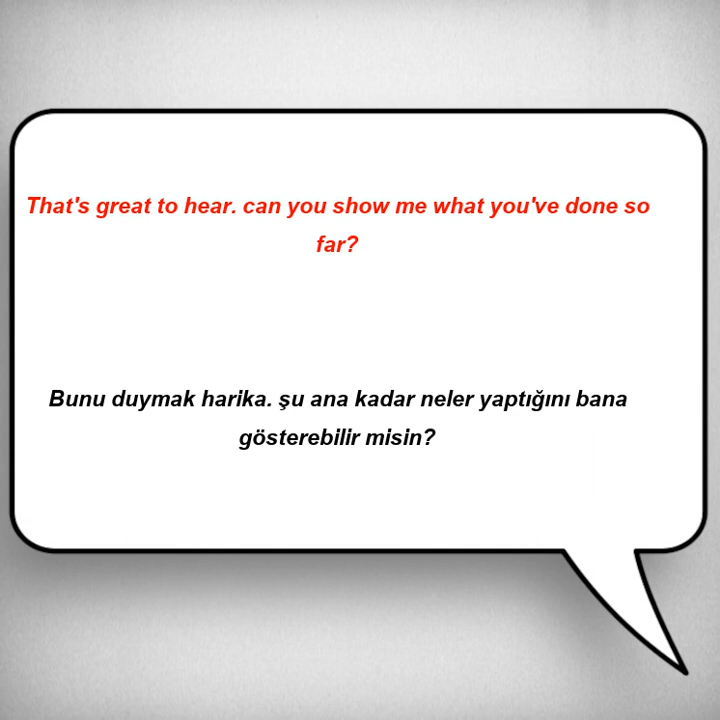 That's great to hear. can you show me what you've done so
far?
Bunu duymak harika. şu ana kadar neler yaptığını bana
gösterebilir misin?